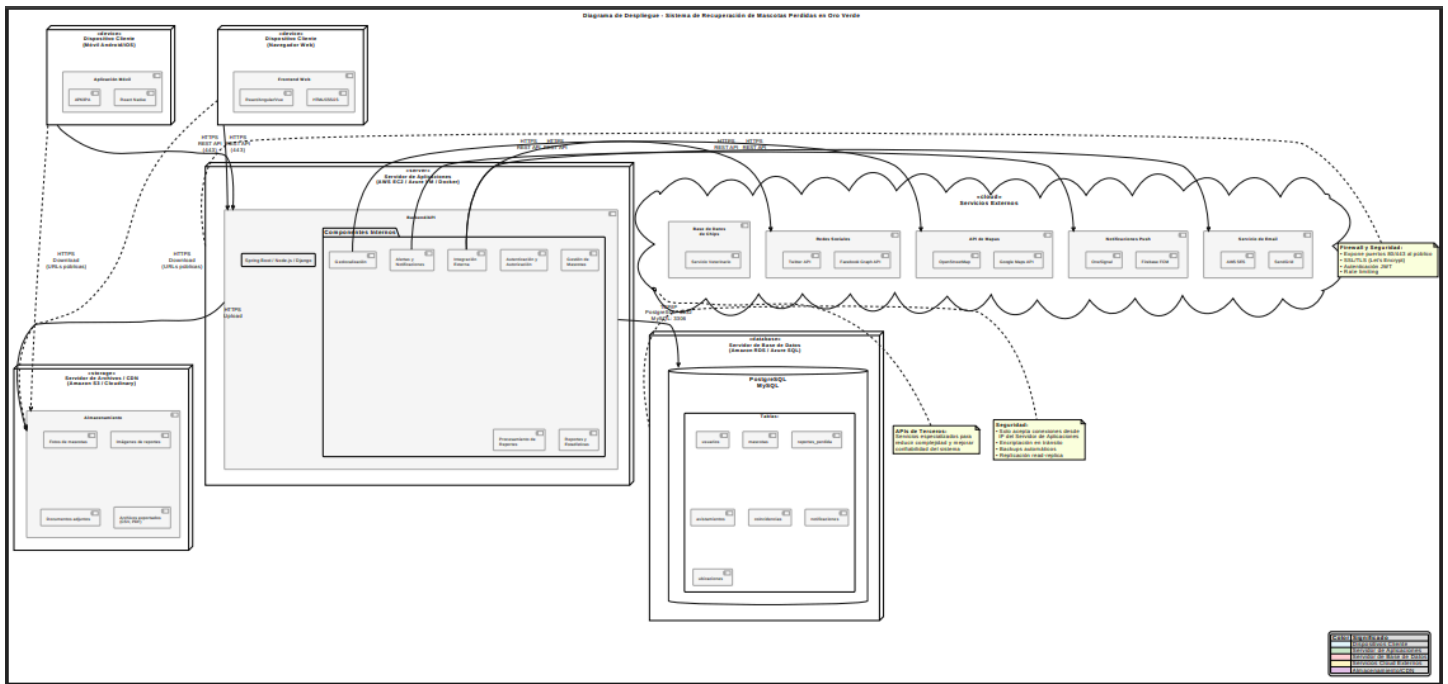 Diagrama de Despliegue - Sistema de Recuperación de Mascotas Perdidas en Oro Verde
«device»
Dispositivo Cliente
(Móvil Android/iOS)
Aplicación Móvil
APK/IPA
React Native
«device»
Dispositivo Cliente
(Navegador Web)
Frontend Web
React/Angular/Vue
HTML/CSS/JS
HTTPS
REST API
(443)
HTTPS
REST API
(443)
HTTPS
REST API
HTTPS
REST API
HTTPS
REST API
HTTPS
REST API
«server»
Servidor de Aplicaciones
(AWS EC2 / Azure VM / Docker)
Backend API
Spring Boot / Node.js / Django
Componentes Internos
Geolocalización
Alertas y
Notificaciones
Integración
Externa
Autenticación y
Autorización
Gestión de
Mascotas
Procesamiento de
Reportes
Reportes y
Estadísticas
«cloud»
Servicios Externos
Base de Datos
de Chips
Servicio Veterinario
Redes Sociales
Twitter API
Facebook Graph API
API de Mapas
OpenStreetMap
Google Maps API
Notificaciones Push
OneSignal
Firebase FCM
Servicio de Email
AWS SES
SendGrid
Firewall y Seguridad:
• Expone puertos 80/443 al público
• SSL/TLS (Let's Encrypt)
• Autenticación JWT
• Rate limiting
HTTPS
Download
(URLs públicas)
HTTPS
Download
(URLs públicas)
HTTPS
Upload
MySQL: 3306
«storage»
Servidor de Archivos / CDN
(Amazon S3 / Cloudinary)
Almacenamiento
Fotos de mascotas
Imágenes de reportes
Documentos adjuntos
Archivos exportados
(CSV, PDF)
«database»
Servidor de Base de Datos
(Amazon RDS / Azure SQL)
PostgreSQL
MySQL
Tablas:
usuarios
mascotas
reportes_perdida
avistamientos
coincidencias
notificaciones
ubicaciones
APIs de Terceros:
Servicios especializados para
reducir complejidad y mejorar
confiabilidad del sistema
Seguridad:
• Solo acepta conexiones desde
IP del Servidor de Aplicaciones
• Encriptación en tránsito
• Backups automáticos
• Replicación read-replica
Color Significado
Dispositivos Cliente
Servidor de Aplicaciones
Servidor de Base de Datos
Servicios Cloud Externos
Almacenamiento/CDN